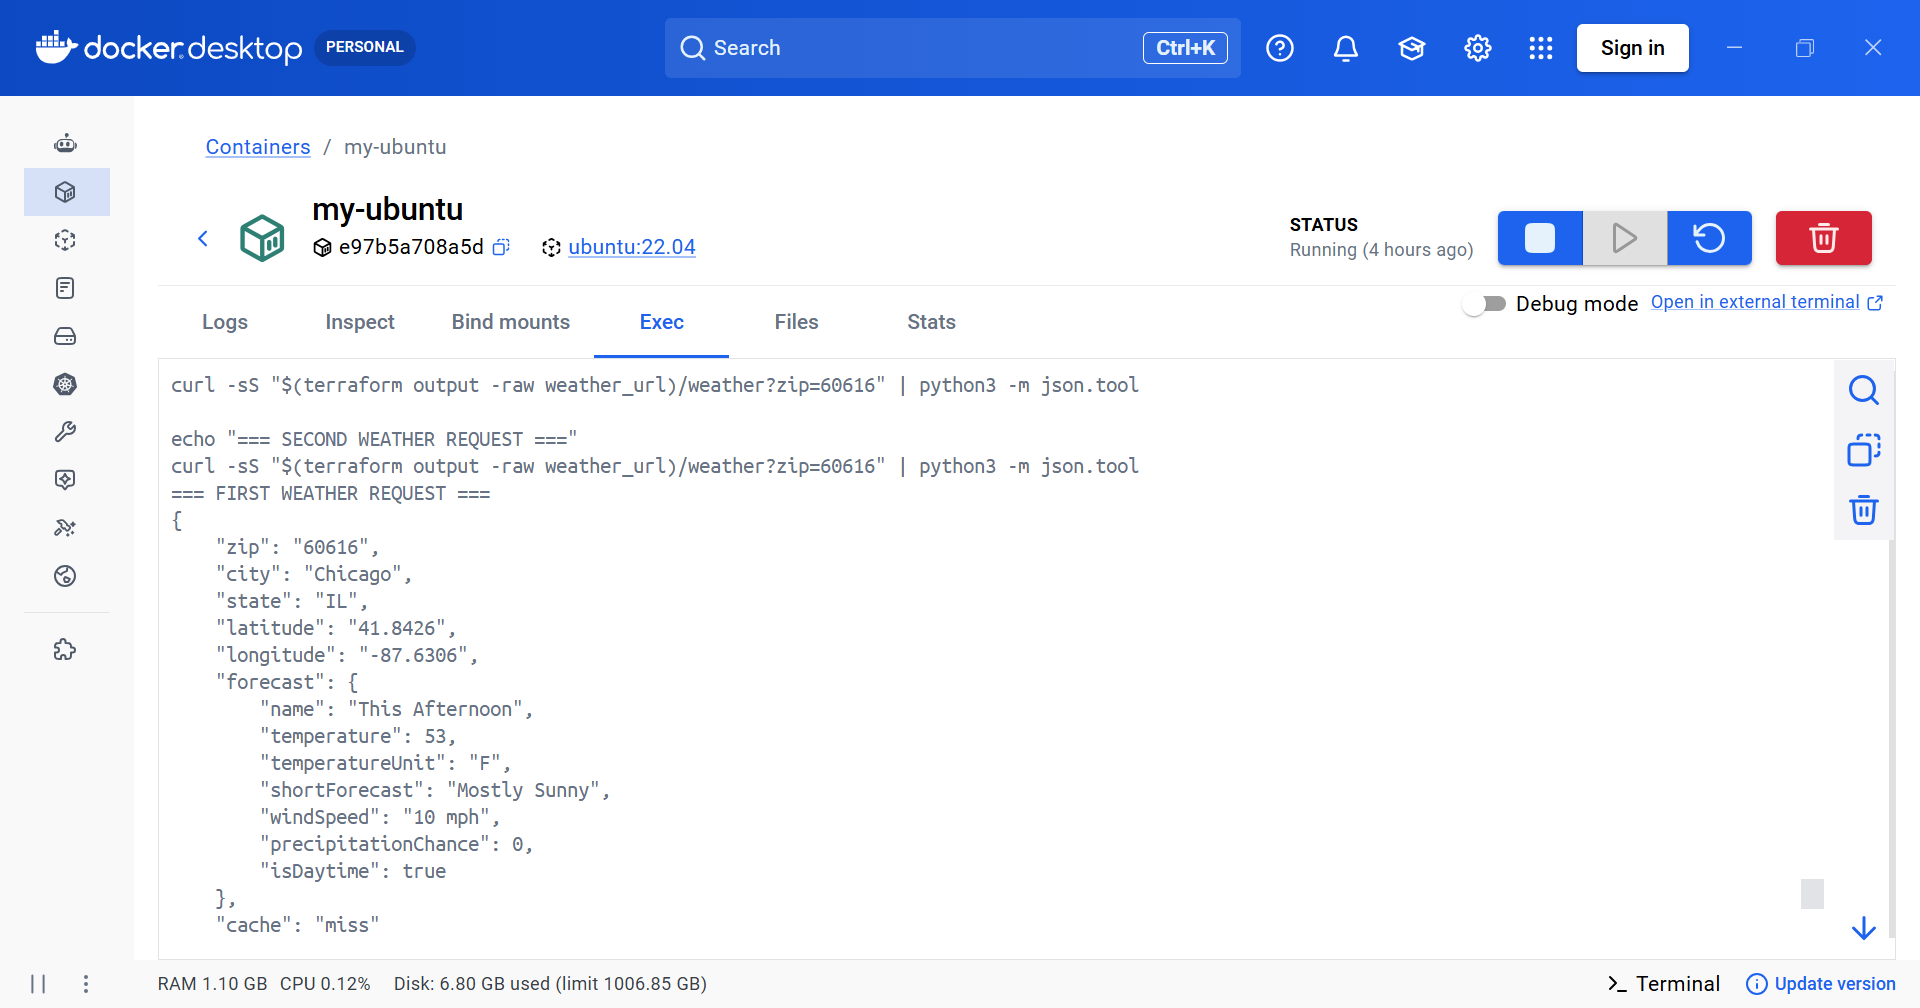 docker desktop PERSONAL
Search Ctrl+K
Sign in
Containers / my-ubuntu
my-ubuntu
e97b5a708a5d ubuntu:22.04
STATUS
Running (4 hours ago)
Logs Inspect Bind mounts Exec Files Stats
Debug mode Open in external terminal
curl -sS "$(terraform output -raw weather_url)/weather?zip=60616" | python3 -m json.tool
echo "=== SECOND WEATHER REQUEST ==="
curl -sS "$(terraform output -raw weather_url)/weather?zip=60616" | python3 -m json.tool
=== FIRST WEATHER REQUEST ===
{
    "zip": "60616",
    "city": "Chicago",
    "state": "IL",
    "latitude": "41.8426",
    "longitude": "-87.6306",
    "forecast": {
        "name": "This Afternoon",
        "temperature": 53,
        "temperatureUnit": "F",
        "shortForecast": "Mostly Sunny",
        "windSpeed": "10 mph",
        "precipitationChance": 0,
        "isDaytime": true
    },
    "cache": "miss"
RAM 1.10 GB CPU 0.12% Disk: 6.80 GB used (limit 1006.85 GB)
Terminal Update version